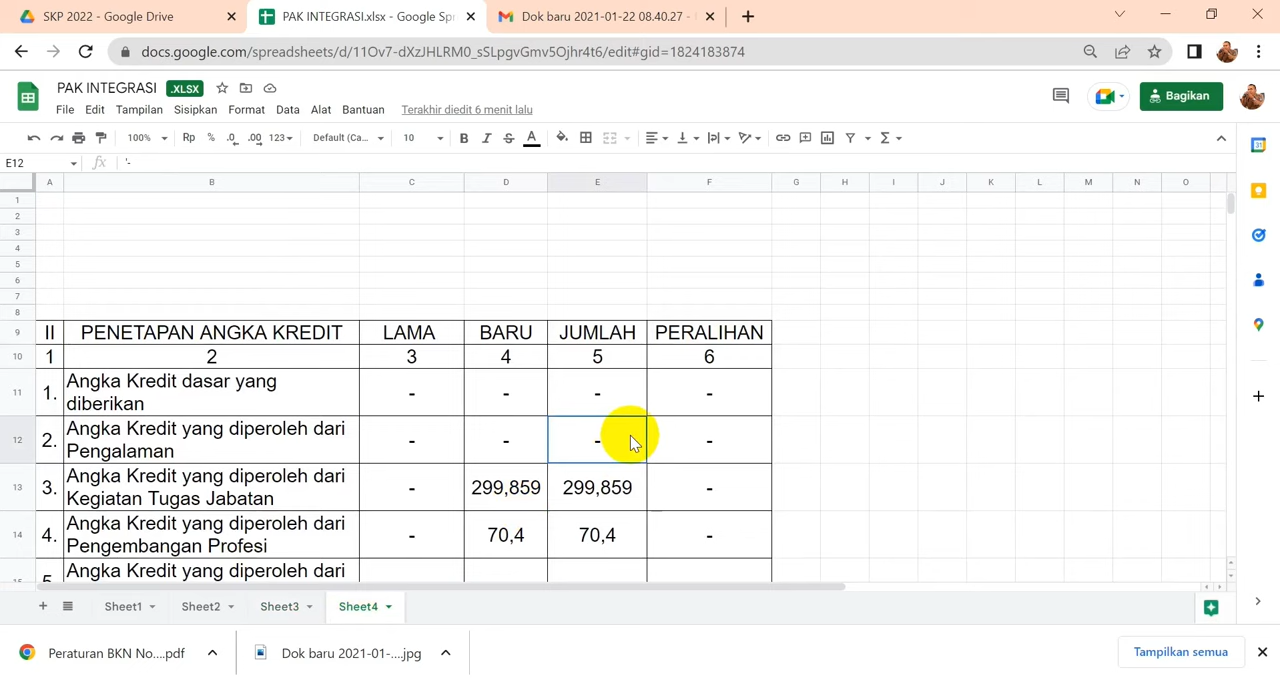 SKP 2022 - Google Drive
PAK INTEGRASI.xlsx - Google Spr
Dok baru 2021-01-22 08.40.27 -
docs.google.com/spreadsheets/d/11Ov7-dXzJHLRM0_sSLpgvGmv5Ojhr4t6/edit#gid=1824183874
PAK INTEGRASI .XLSX
File Edit Tampilan Sisipkan Format Data Alat Bantuan Terakhir diedit 6 menit lalu
Bagikan
100% Rp % .0 .00 123 Default (Ca... 10 B I S A
E12 fx '-
A B C D E F G H I J K L M N O
1
2
3
4
5
6
7
8
9 II PENETAPAN ANGKA KREDIT LAMA BARU JUMLAH PERALIHAN
10 1 2 3 4 5 6
11 1. Angka Kredit dasar yang diberikan - - - -
12 2. Angka Kredit yang diperoleh dari Pengalaman - - - -
13 3. Angka Kredit yang diperoleh dari Kegiatan Tugas Jabatan - 299,859 299,859 -
14 4. Angka Kredit yang diperoleh dari Pengembangan Profesi - 70,4 70,4 -
15 5. Angka Kredit yang diperoleh dari
Sheet1 Sheet2 Sheet3 Sheet4
Peraturan BKN No....pdf
Dok baru 2021-01-....jpg
Tampilkan semua